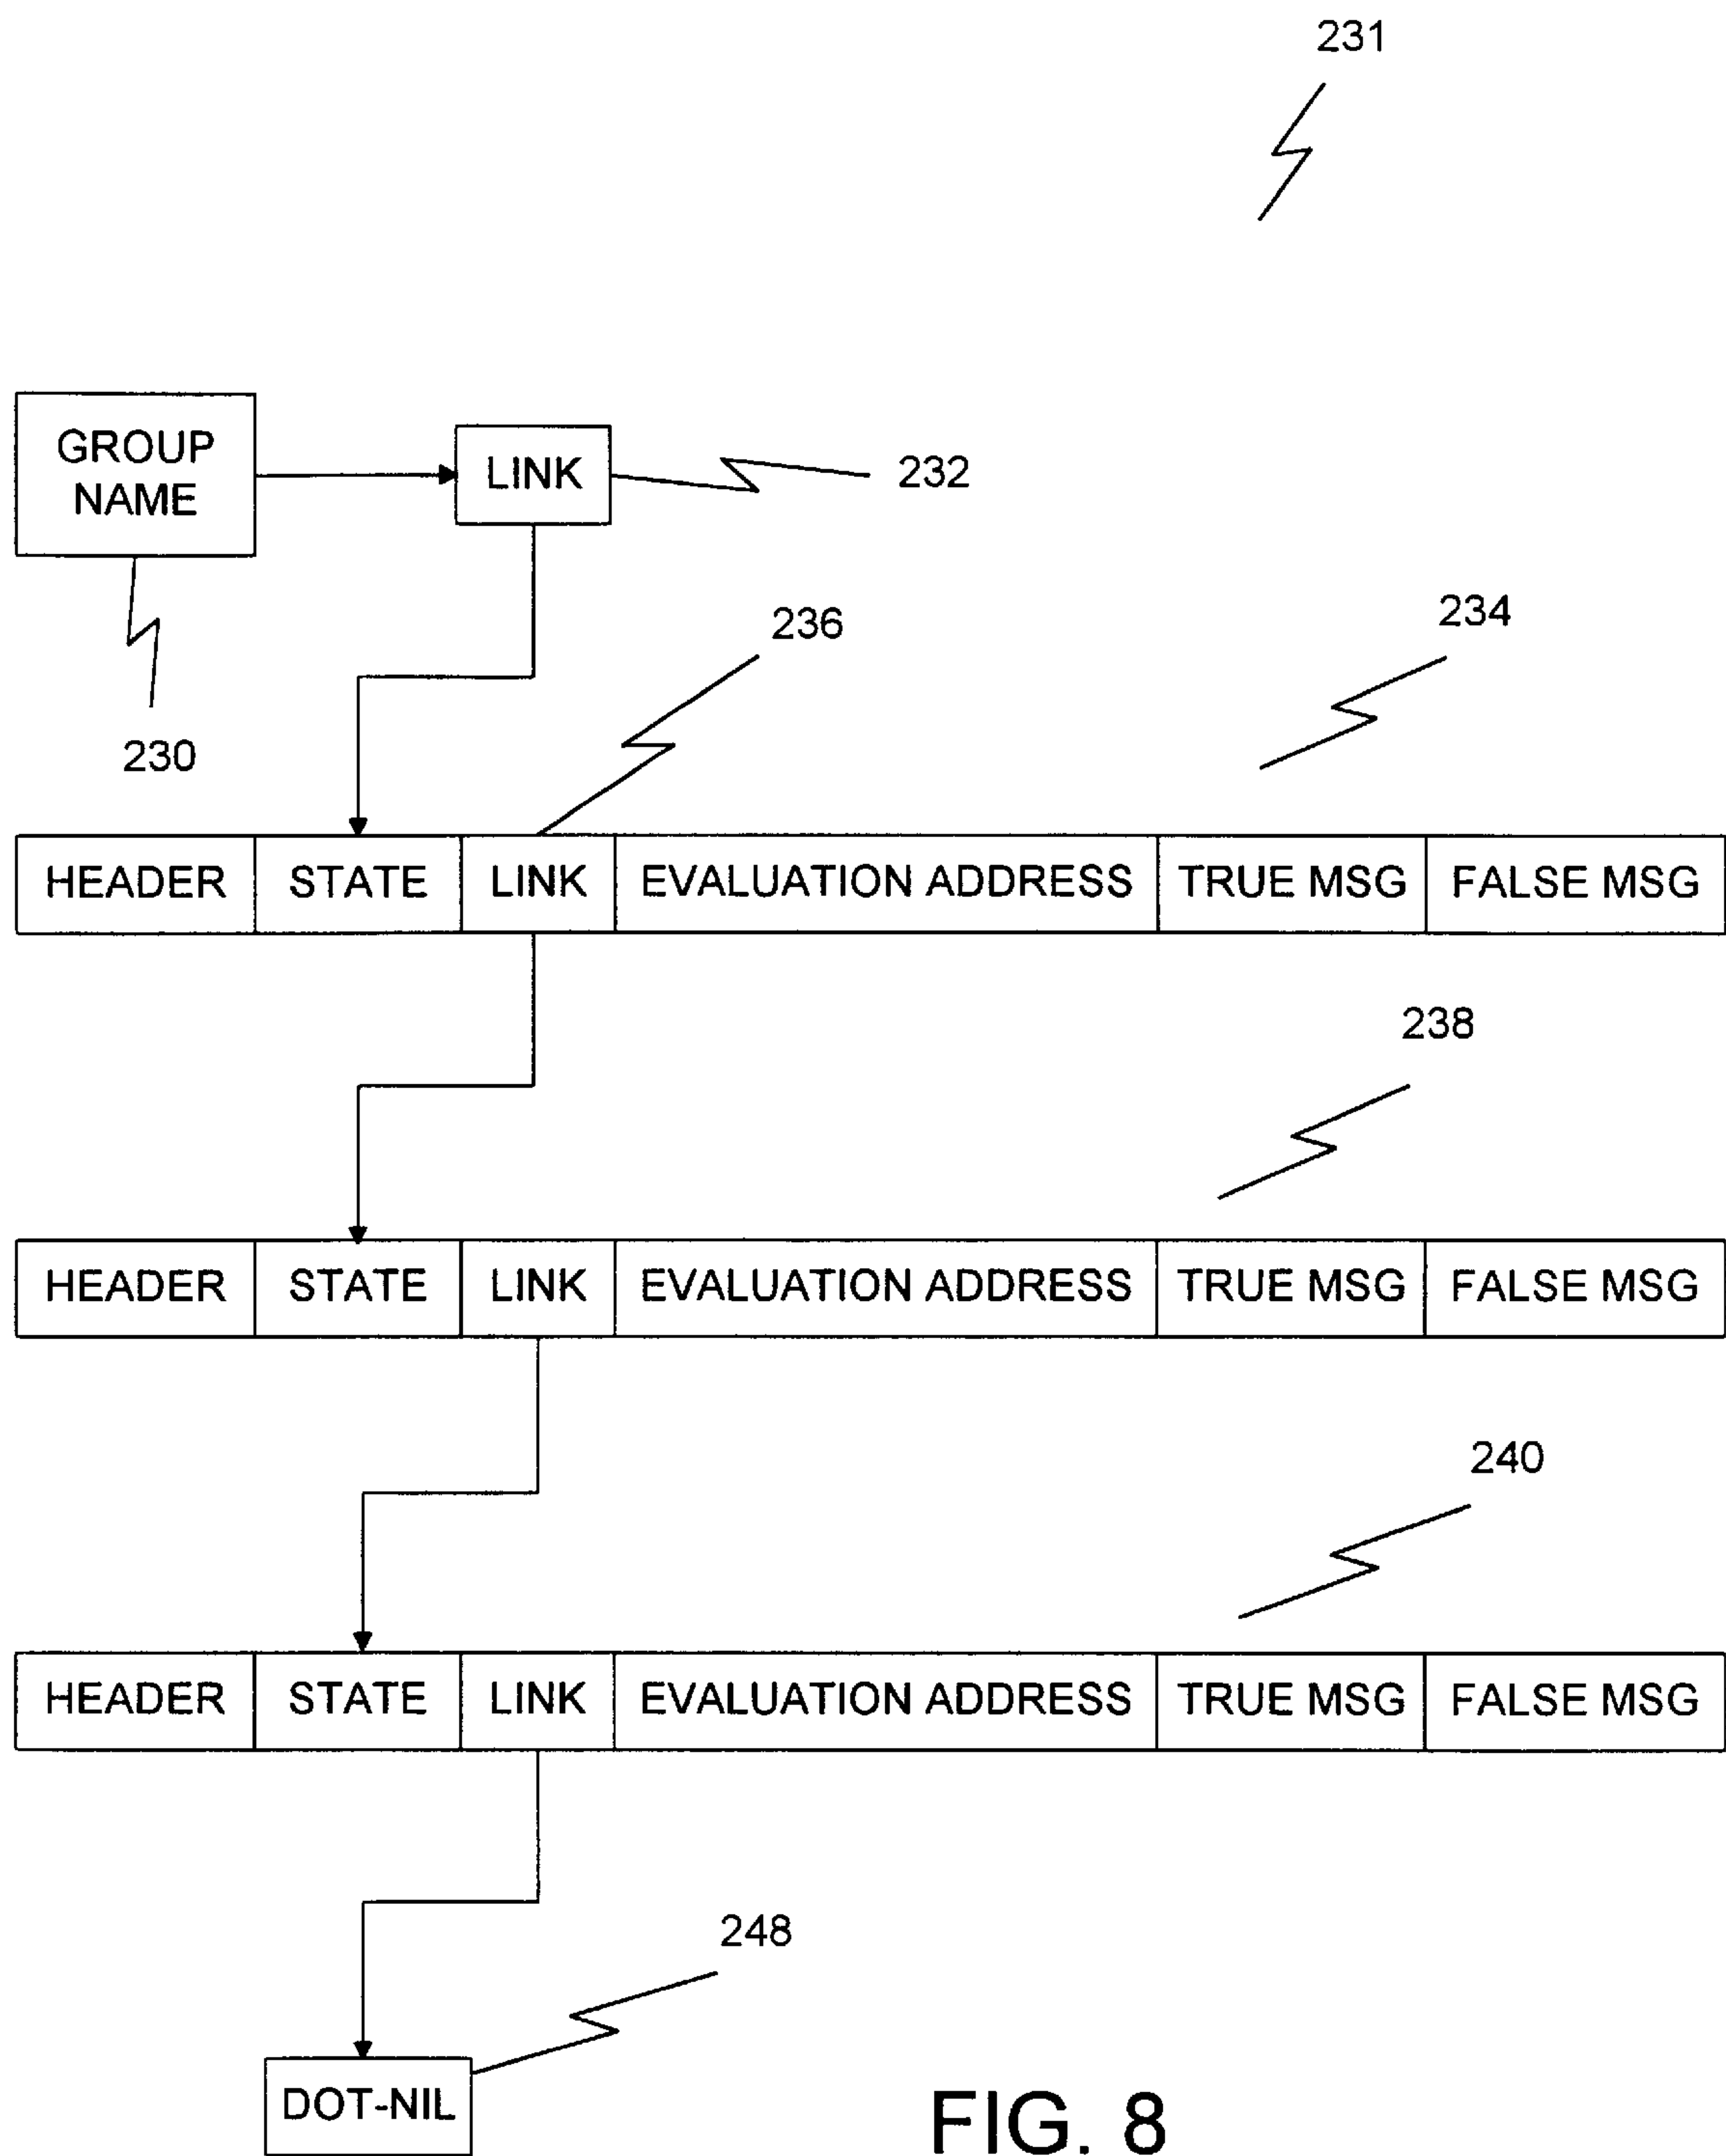 231
GROUP
NAME
LINK
232
236
234
230
HEADER STATE LINK EVALUATION ADDRESS TRUE MSG FALSE MSG
238
HEADER STATE LINK EVALUATION ADDRESS TRUE MSG FALSE MSG
240
HEADER STATE LINK EVALUATION ADDRESS TRUE MSG FALSE MSG
248
DOT-NIL
FIG. 8